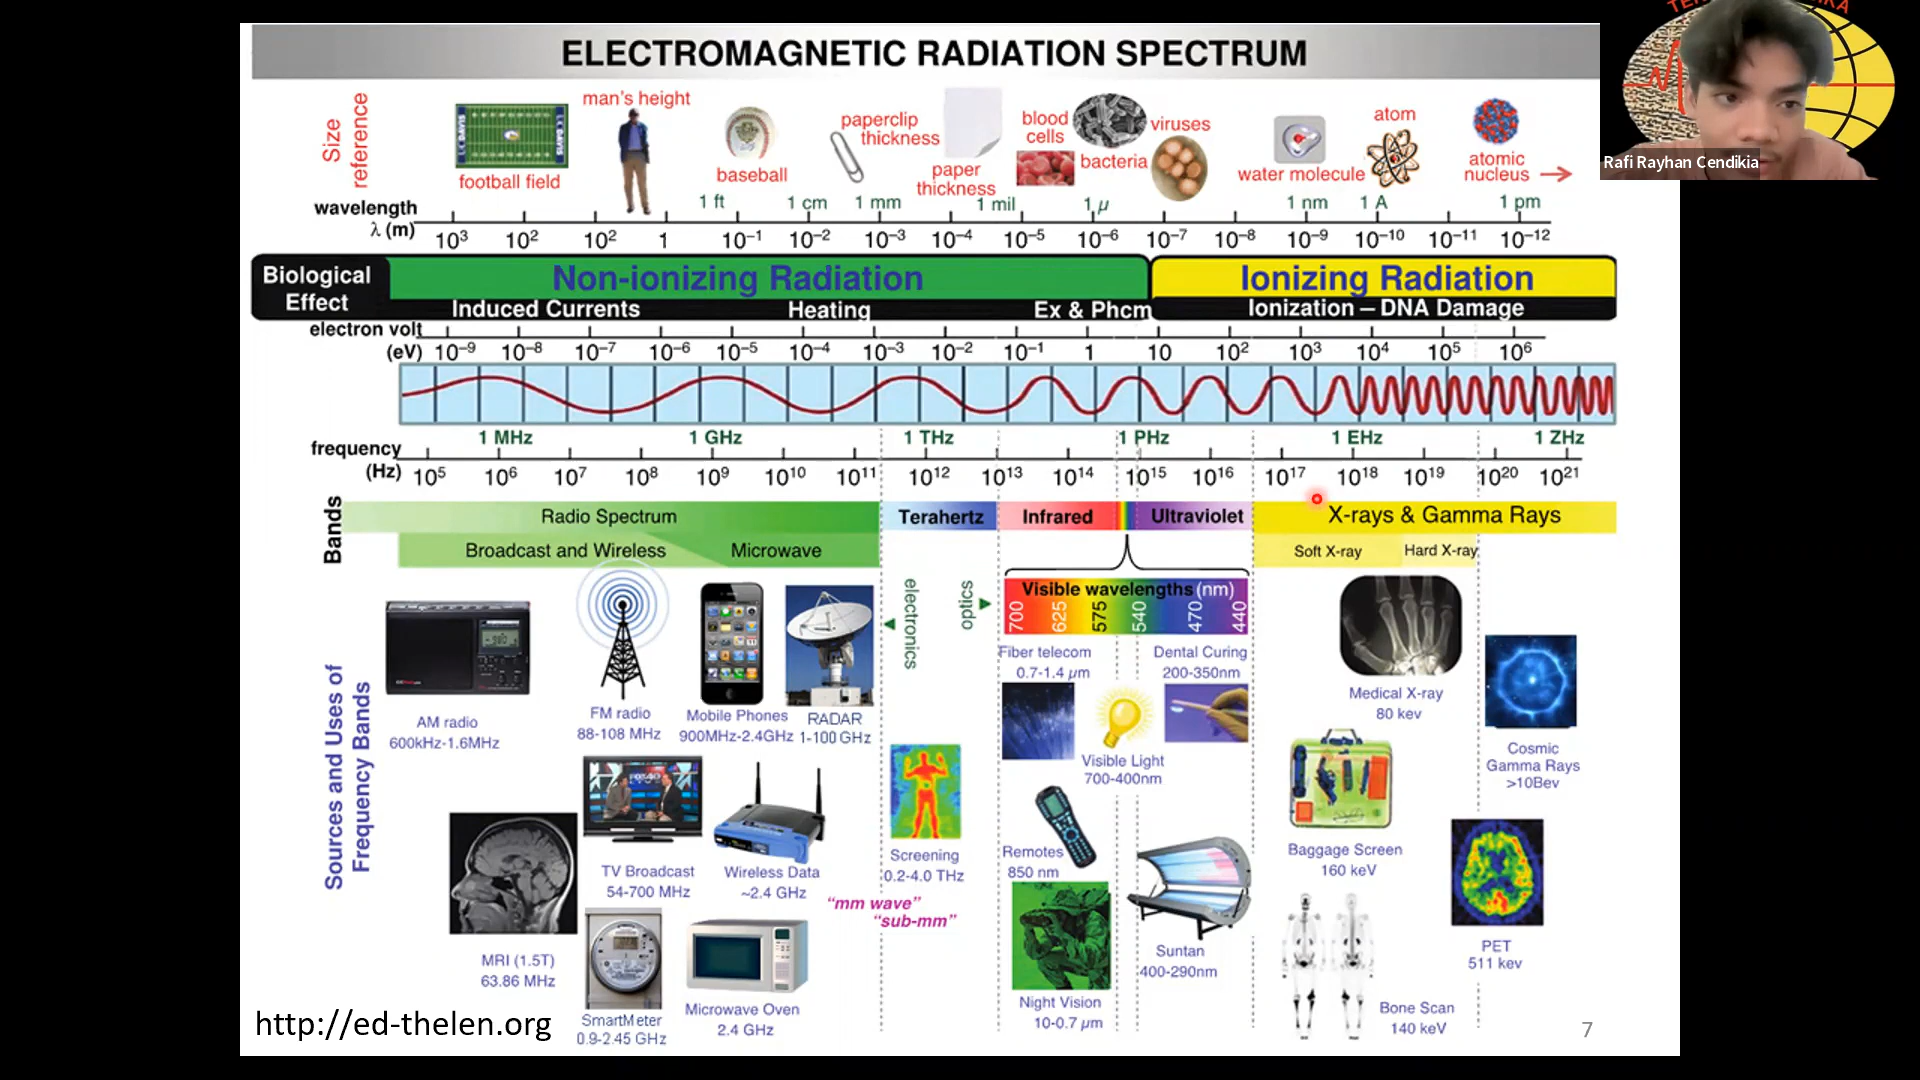 ELECTROMAGNETIC RADIATION SPECTRUM
Size reference
football field
man's height
baseball
paperclip thickness
paper thickness
blood cells
bacteria
viruses
water molecule
atom
atomic nucleus
wavelength λ (m)
1 ft 1 cm 1 mm 1 mil 1 µ 1 nm 1 A 1 pm
10³ 10² 10² 1 10⁻¹ 10⁻² 10⁻³ 10⁻⁴ 10⁻⁵ 10⁻⁶ 10⁻⁷ 10⁻⁸ 10⁻⁹ 10⁻¹⁰ 10⁻¹¹ 10⁻¹²
Biological Effect
Non-ionizing Radiation
Ionizing Radiation
Induced Currents
Heating
Ex & Phcm
Ionization – DNA Damage
electron volt (eV)
10⁻⁹ 10⁻⁸ 10⁻⁷ 10⁻⁶ 10⁻⁵ 10⁻⁴ 10⁻³ 10⁻² 10⁻¹ 1 10 10² 10³ 10⁴ 10⁵ 10⁶
frequency (Hz)
1 MHz 1 GHz 1 THz 1 PHz 1 EHz 1 ZHz
10⁵ 10⁶ 10⁷ 10⁸ 10⁹ 10¹⁰ 10¹¹ 10¹² 10¹³ 10¹⁴ 10¹⁵ 10¹⁶ 10¹⁷ 10¹⁸ 10¹⁹ 10²⁰ 10²¹
Bands
Radio Spectrum
Terahertz
Infrared
Ultraviolet
X-rays & Gamma Rays
Broadcast and Wireless
Microwave
Soft X-ray
Hard X-ray
electronics
optics
Visible wavelengths (nm)
700 625 575 540 470 440
Sources and Uses of Frequency Bands
AM radio
600kHz-1.6MHz
FM radio
88-108 MHz
Mobile Phones
900MHz-2.4GHz
RADAR
1-100 GHz
Fiber telecom
0.7-1.4 µm
Dental Curing
200-350nm
Visible Light
700-400nm
Medical X-ray
80 kev
Cosmic
Gamma Rays
>10Bev
TV Broadcast
54-700 MHz
Wireless Data
~2.4 GHz
Screening
0.2-4.0 THz
"mm wave"
"sub-mm"
Remotes
850 nm
Baggage Screen
160 keV
MRI (1.5T)
63.86 MHz
SmartMeter
0.9-2.45 GHz
Microwave Oven
2.4 GHz
Night Vision
10-0.7 µm
Suntan
400-290nm
PET
511 kev
Bone Scan
140 keV
http://ed-thelen.org
7
Rafi Rayhan Cendikia